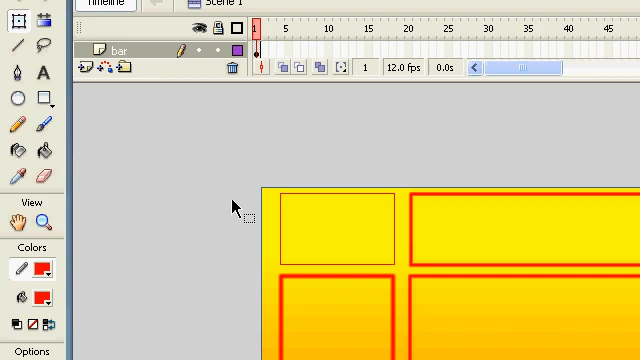 Timeline
Scene 1
1 5 10 15 20 25 30 35 40 45
bar
1 12.0 fps 0.0s
A
View
Colors
Options